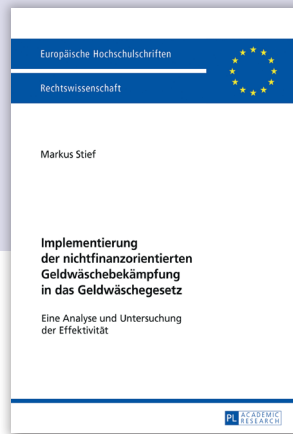 Europäische Hochschulschriften
Rechtswissenschaft
Markus Stief
Implementierung
der nichtfinanzorientierten
Geldwäschebekämpfung
in das Geldwäschegesetz
Eine Analyse und Untersuchung
der Effektivität
PL ACADEMIC
RESEARCH